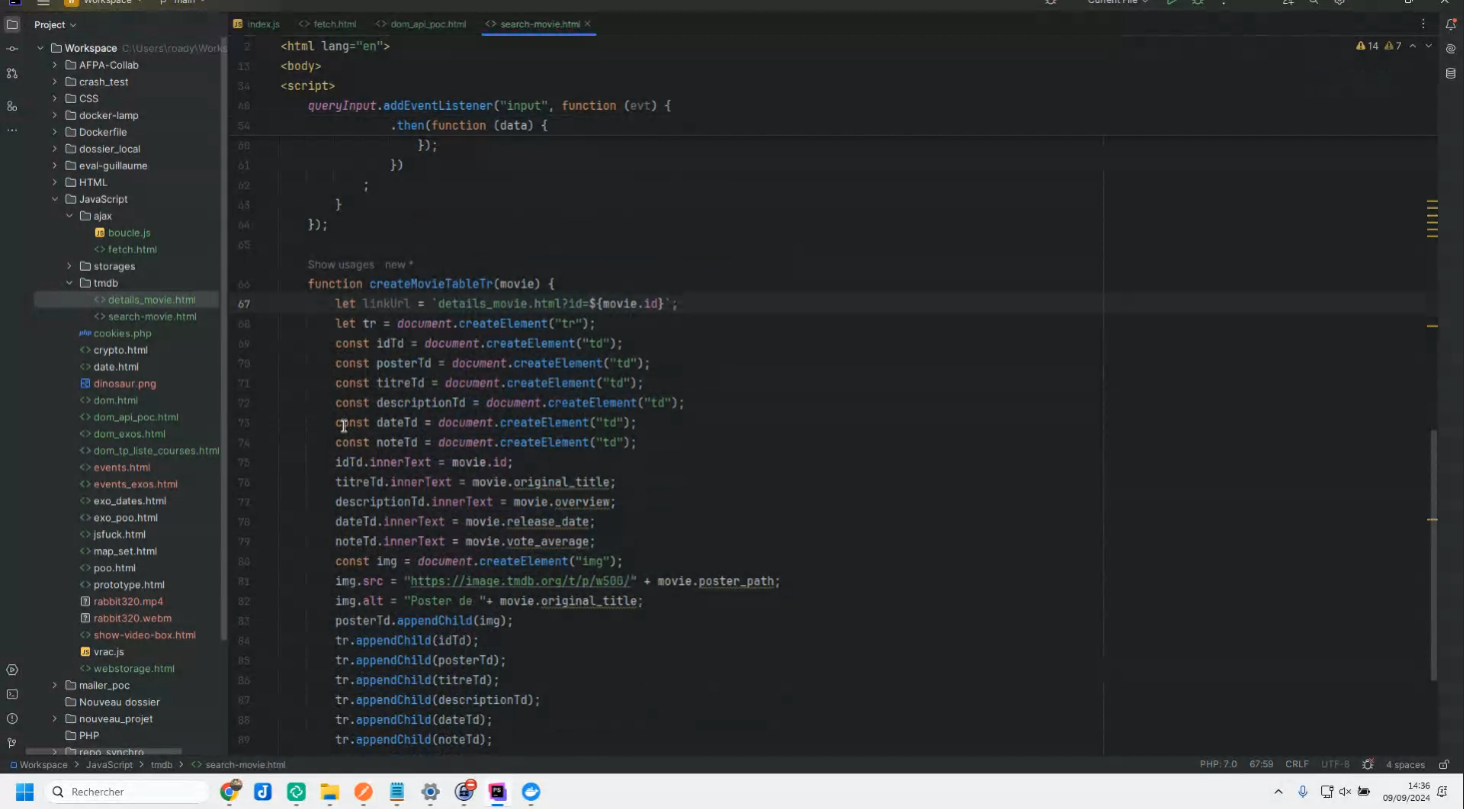 Workspace
main
Current File
Project
index.js
fetch.html
dom_api_poc.html
search-movie.html
Workspace C:\Users\roady\Works
AFPA-Collab
crash_test
CSS
docker-lamp
Dockerfile
dossier_local
eval-guillaume
HTML
JavaScript
ajax
boucle.js
fetch.html
storages
tmdb
details_movie.html
search-movie.html
cookies.php
crypto.html
date.html
dinosaur.png
dom.html
dom_api_poc.html
dom_exos.html
dom_tp_liste_courses.html
events.html
events_exos.html
exo_dates.html
exo_poo.html
jsfuck.html
map_set.html
poo.html
prototype.html
rabbit320.mp4
rabbit320.webm
show-video-box.html
vrac.js
webstorage.html
mailer_poc
Nouveau dossier
nouveau_projet
PHP
repo_synchro
14 7
2 <html lang="en">
33 <body>
34 <script>
queryInput.addEventListener("input", function (evt) {
54 .then(function (data) {
60 });
61 })
62 ;
63 }
64 });
65
Show usages new *
66 function createMovieTableTr(movie) {
67 let linkUrl = `details_movie.html?id=${movie.id}`;
68 let tr = document.createElement("tr");
69 const idTd = document.createElement("td");
70 const posterTd = document.createElement("td");
71 const titreTd = document.createElement("td");
72 const descriptionTd = document.createElement("td");
73 const dateTd = document.createElement("td");
74 const noteTd = document.createElement("td");
75 idTd.innerText = movie.id;
76 titreTd.innerText = movie.original_title;
77 descriptionTd.innerText = movie.overview;
78 dateTd.innerText = movie.release_date;
79 noteTd.innerText = movie.vote_average;
80 const img = document.createElement("img");
81 img.src = "https://image.tmdb.org/t/p/w500/" + movie.poster_path;
82 img.alt = "Poster de "+ movie.original_title;
83 posterTd.appendChild(img);
84 tr.appendChild(idTd);
85 tr.appendChild(posterTd);
86 tr.appendChild(titreTd);
87 tr.appendChild(descriptionTd);
88 tr.appendChild(dateTd);
89 tr.appendChild(noteTd);
Workspace > JavaScript > tmdb > search-movie.html
PHP: 7.0 67:59 CRLF UTF-8 4 spaces
Rechercher
14:36
09/09/2024